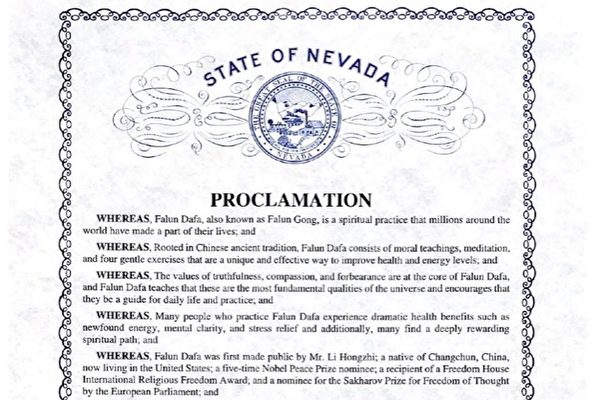 STATE OF NEVADA
THE GREAT SEAL OF THE STATE OF
NEVADA
PROCLAMATION
WHEREAS, Falun Dafa, also known as Falun Gong, is a spiritual practice that millions around the
world have made a part of their lives; and
WHEREAS, Rooted in Chinese ancient tradition, Falun Dafa consists of moral teachings, meditation,
and four gentle exercises that are a unique and effective way to improve health and energy levels; and
WHEREAS, The values of truthfulness, compassion, and forbearance are at the core of Falun Dafa,
and Falun Dafa teaches that these are the most fundamental qualities of the universe and encourages that
they be a guide for daily life and practice; and
WHEREAS, Many people who practice Falun Dafa experience dramatic health benefits such as
newfound energy, mental clarity, and stress relief and additionally, many find a deeply rewarding
spiritual path; and
WHEREAS, Falun Dafa was first made public by Mr. Li Hongzhi; a native of Changchun, China,
now living in the United States; a five-time Nobel Peace Prize nominee; a recipient of a Freedom House
International Religious Freedom Award; and a nominee for the Sakharov Prize for Freedom of Thought
by the European Parliament; and